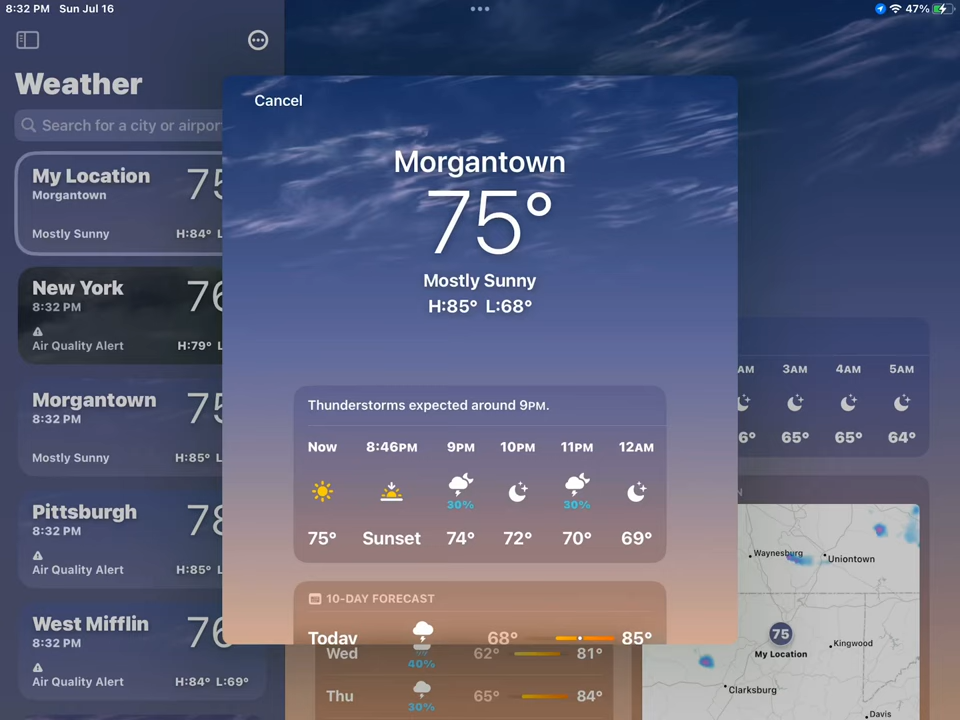 8:32 PM Sun Jul 16
47%
Weather
Search for a city or airpor
My Location
Morgantown
75
Mostly Sunny
H:84° L
New York
8:32 PM
76
Air Quality Alert
H:79° L
Morgantown
8:32 PM
75
Mostly Sunny
H:85° L
Pittsburgh
8:32 PM
78
Air Quality Alert
H:85° L
West Mifflin
8:32 PM
76
Air Quality Alert
H:84° L:69°
Cancel
Morgantown
75°
Mostly Sunny
H:85° L:68°
Thunderstorms expected around 9PM.
Now 8:46PM 9PM 10PM 11PM 12AM
30% 30%
75° Sunset 74° 72° 70° 69°
10-DAY FORECAST
Today 68° 85°
Wed 40% 62° 81°
Thu 30% 65° 84°
AM 3AM 4AM 5AM
6° 65° 65° 64°
N
Waynesburg
Uniontown
75
My Location
Kingwood
Clarksburg
Davis